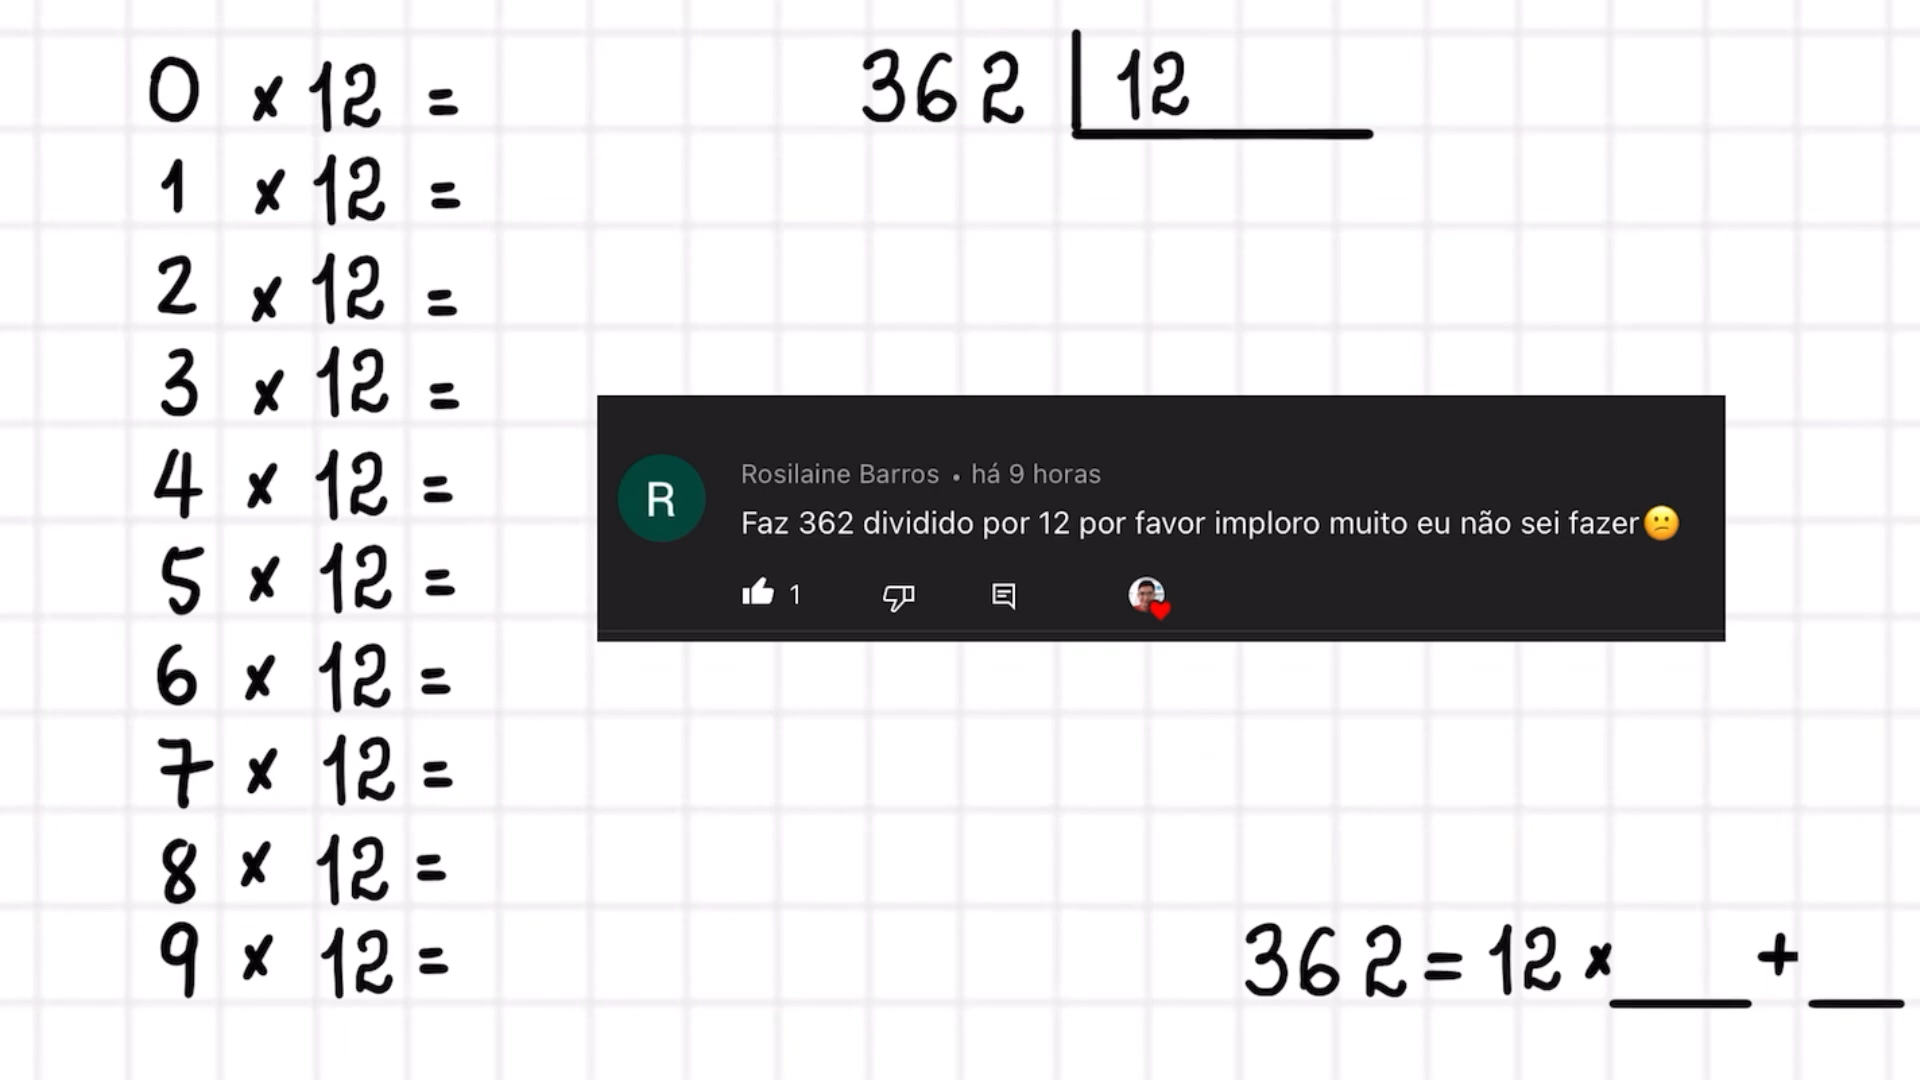 0 x 12 =
1 x 12 =
2 x 12 =
3 x 12 =
4 x 12 =
5 x 12 =
6 x 12 =
7 x 12 =
8 x 12 =
9 x 12 =
362 12
R
Rosilaine Barros • há 9 horas
Faz 362 dividido por 12 por favor imploro muito eu não sei fazer😕
1
362 = 12 x ___ + ___